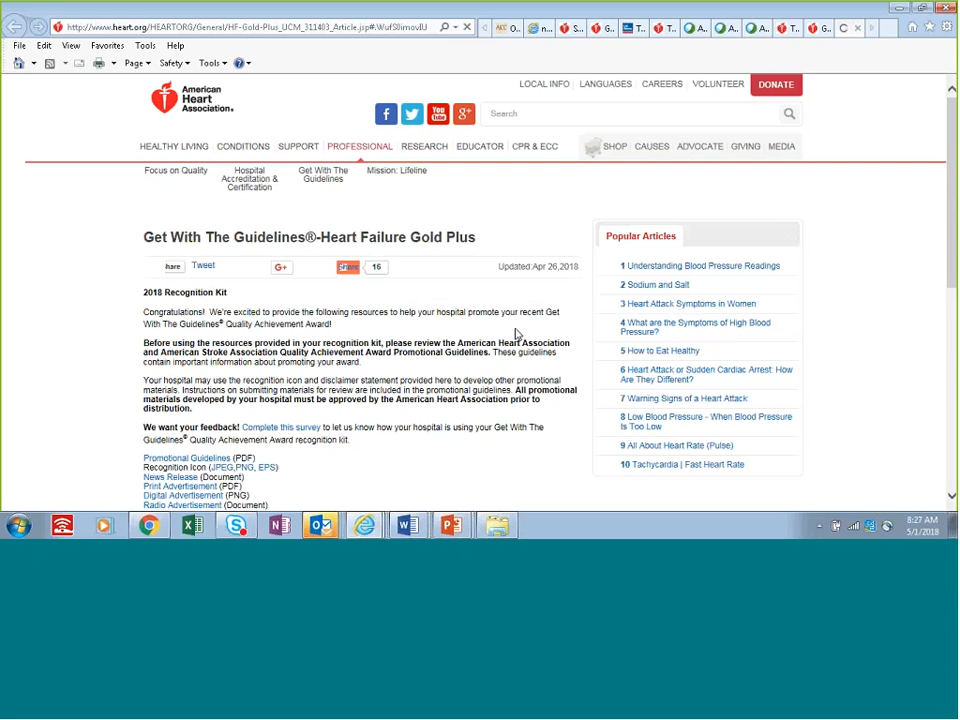 http://www.heart.org/HEARTORG/General/HF-Gold-Plus_UCM_311403_Article.jsp#.WufS0imovIU
File Edit View Favorites Tools Help
Page Safety Tools
American Heart Association.
LOCAL INFO LANGUAGES CAREERS VOLUNTEER DONATE
Search
HEALTHY LIVING CONDITIONS SUPPORT PROFESSIONAL RESEARCH EDUCATOR CPR & ECC SHOP CAUSES ADVOCATE GIVING MEDIA
Focus on Quality Hospital Accreditation & Certification Get With The Guidelines Mission: Lifeline
Get With The Guidelines®-Heart Failure Gold Plus
hare Tweet G+ Share 16 Updated:Apr 26,2018
2018 Recognition Kit
Congratulations! We're excited to provide the following resources to help your hospital promote your recent Get
With The Guidelines® Quality Achievement Award!
Before using the resources provided in your recognition kit, please review the American Heart Association
and American Stroke Association Quality Achievement Award Promotional Guidelines. These guidelines
contain important information about promoting your award.
Your hospital may use the recognition icon and disclaimer statement provided here to develop other promotional
materials. Instructions on submitting materials for review are included in the promotional guidelines. All promotional
materials developed by your hospital must be approved by the American Heart Association prior to
distribution.
We want your feedback! Complete this survey to let us know how your hospital is using your Get With The
Guidelines® Quality Achievement Award recognition kit.
Promotional Guidelines (PDF)
Recognition Icon (JPEG,PNG, EPS)
News Release (Document)
Print Advertisement (PDF)
Digital Advertisement (PNG)
Radio Advertisement (Document)
Popular Articles
1 Understanding Blood Pressure Readings
2 Sodium and Salt
3 Heart Attack Symptoms in Women
4 What are the Symptoms of High Blood
Pressure?
5 How to Eat Healthy
6 Heart Attack or Sudden Cardiac Arrest: How
Are They Different?
7 Warning Signs of a Heart Attack
8 Low Blood Pressure - When Blood Pressure
Is Too Low
9 All About Heart Rate (Pulse)
10 Tachycardia | Fast Heart Rate
8:27 AM
5/1/2018